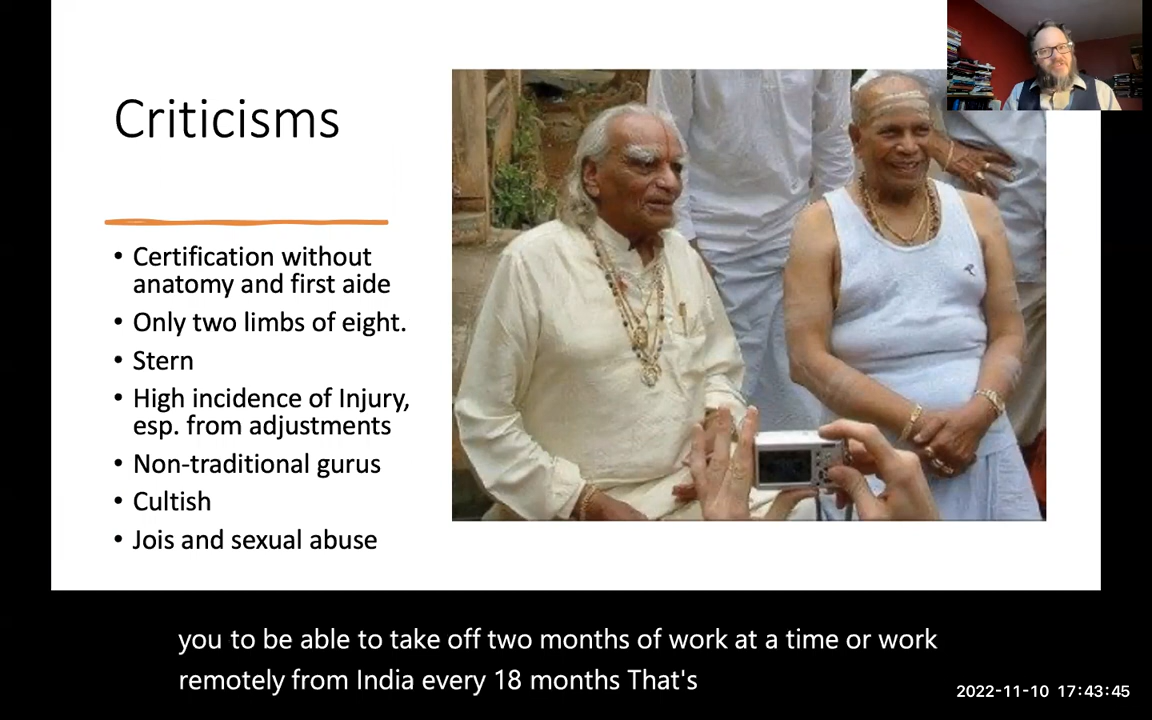 Criticisms
• Certification without
anatomy and first aide
• Only two limbs of eight.
• Stern
• High incidence of Injury,
esp. from adjustments
• Non-traditional gurus
• Cultish
• Jois and sexual abuse
you to be able to take off two months of work at a time or work
remotely from India every 18 months That's
2022-11-10 17:43:45